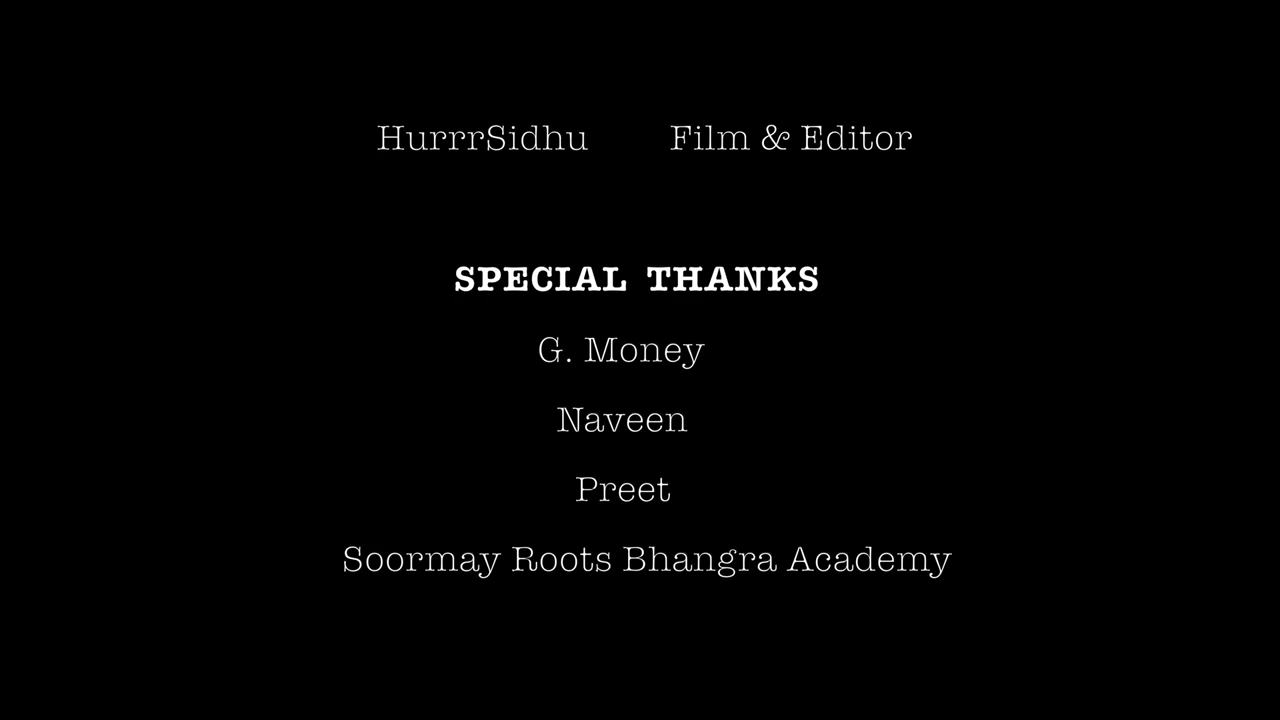 HurrrSidhu Film & Editor
SPECIAL THANKS
G. Money
Naveen
Preet
Soormay Roots Bhangra Academy